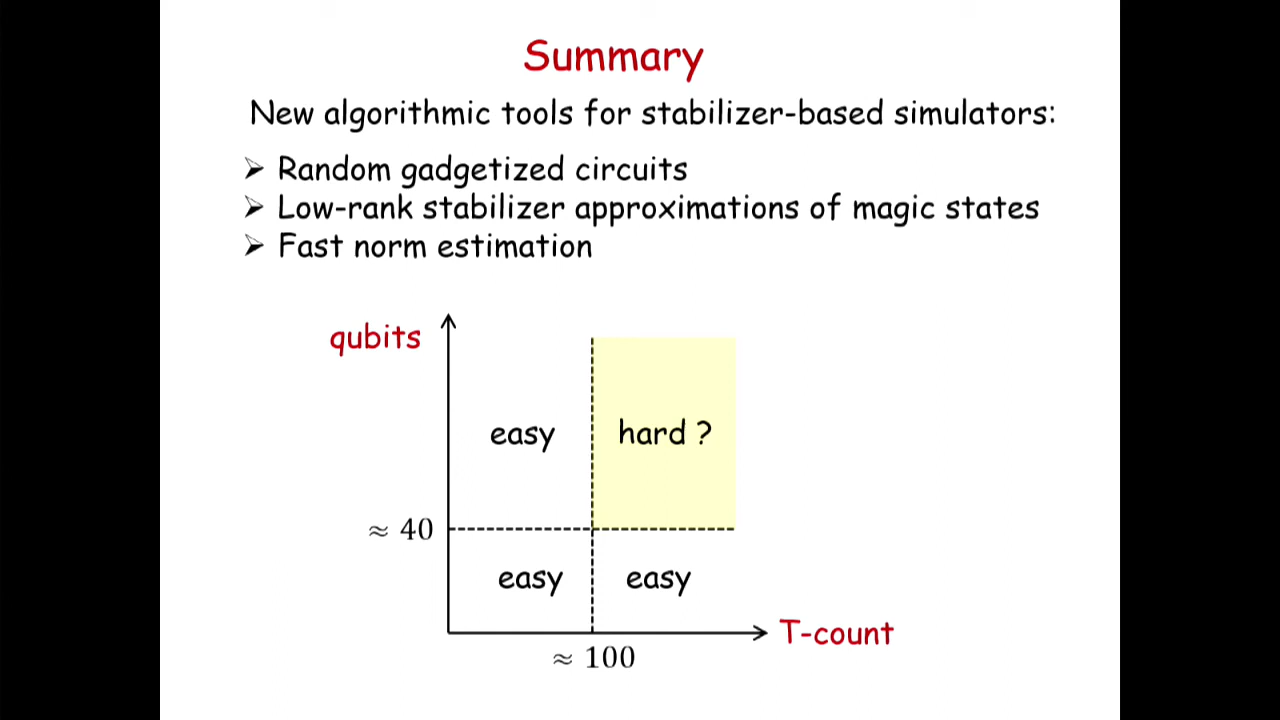 Summary
New algorithmic tools for stabilizer-based simulators:
➢ Random gadgetized circuits
➢ Low-rank stabilizer approximations of magic states
➢ Fast norm estimation
qubits
easy
hard ?
≈ 40
easy
easy
T-count
≈ 100